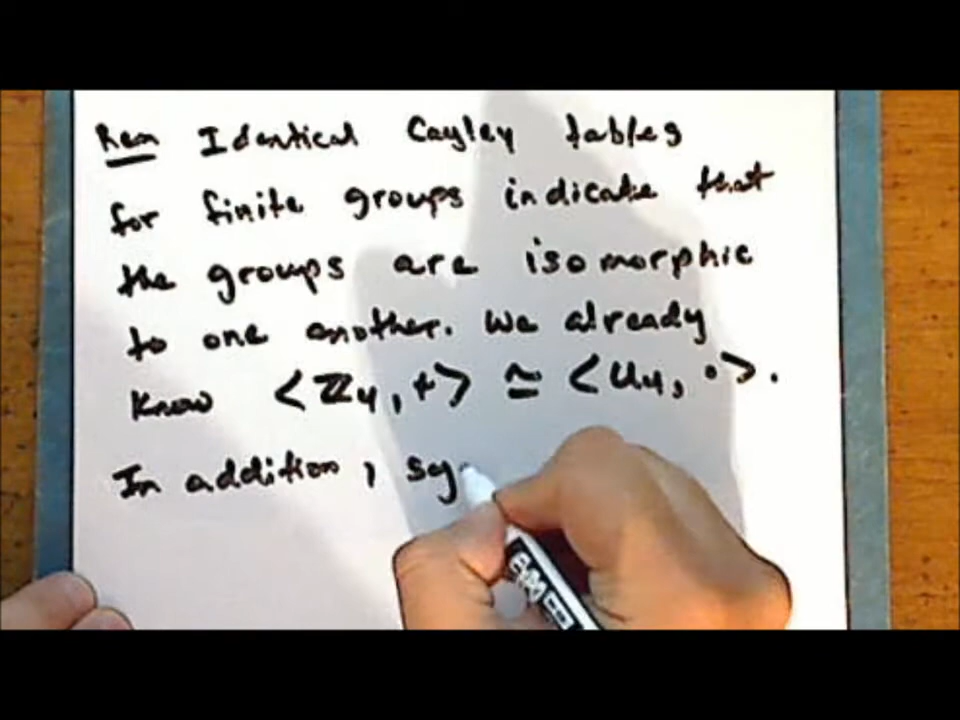 Rem Identical Cayley tables
for finite groups indicate that
the groups are isomorphic
to one another. We already
know <ℤ₄, +> ≃ <U₄, ·>.
In addition,
EXPO